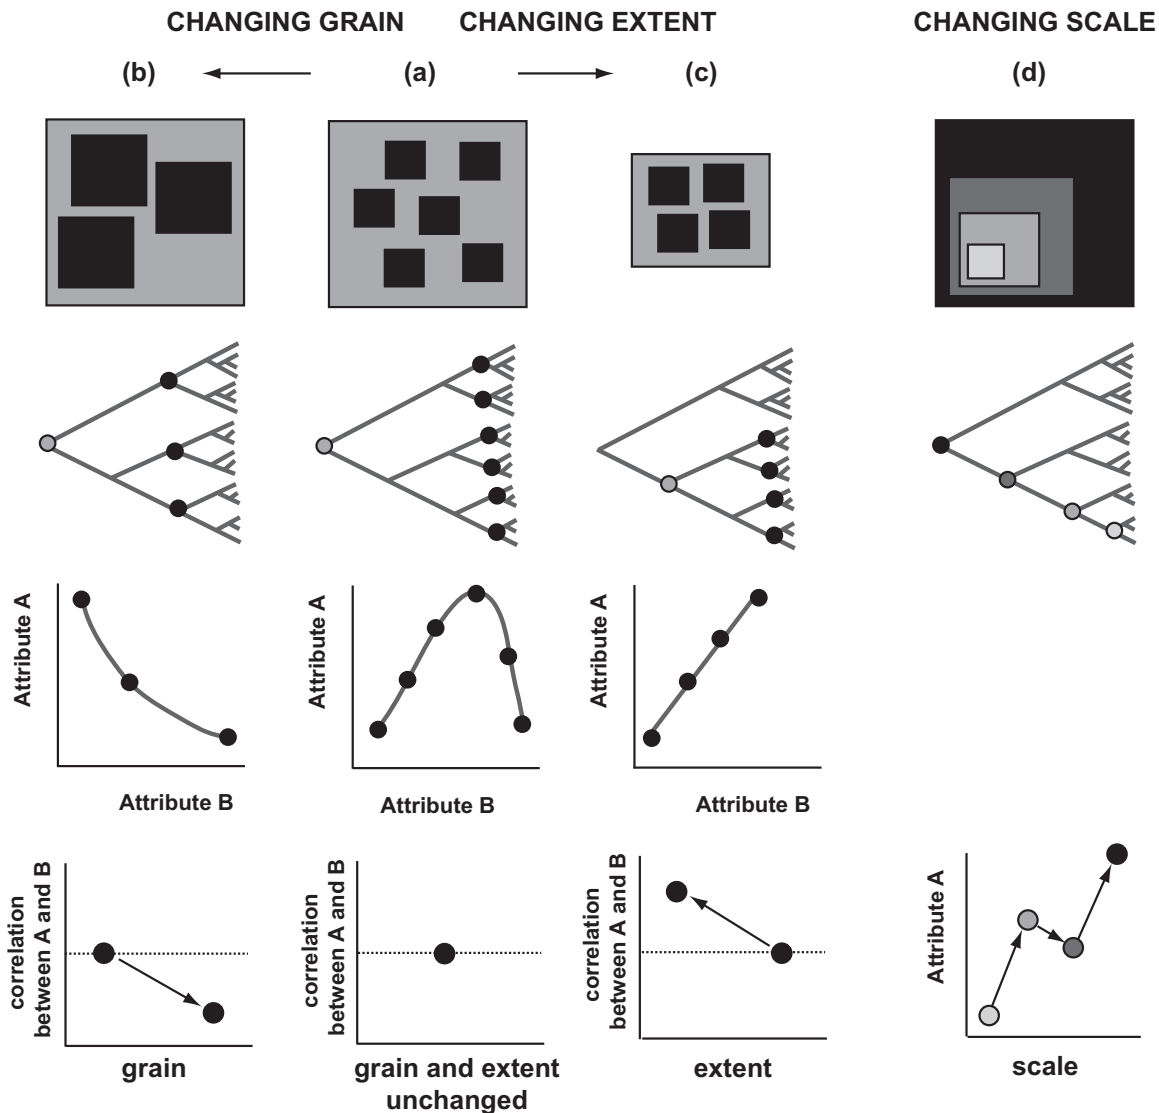 CHANGING GRAIN
CHANGING EXTENT
CHANGING SCALE
(b)
(a)
(c)
(d)
Attribute A
Attribute B
Attribute A
Attribute B
Attribute A
Attribute B
correlation
between A and B
grain
correlation
between A and B
grain and extent
unchanged
correlation
between A and B
extent
Attribute A
scale